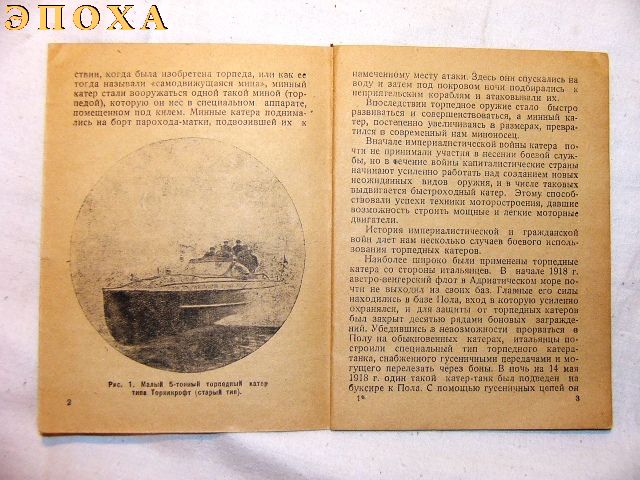 ЭПОХА
ствии, когда была изобретена торпеда, или как ее
тогда называли «самодвижущаяся мина», минный
катер стали вооружаться одной такой миной (тор-
педой), которую он нес в специальном аппарате,
помещенном под килем. Минные катера поднима-
лись на борт парохода-матки, подвозившей их к
Рис. 1. Малый 5-тонный торпедный катер
типа Торникрофт (старый тип).
2
намеченному месту атаки. Здесь они спускались на
воду и затем под покровом ночи подбирались к
неприятельским кораблям и атаковывали их.
Впоследствии торпедное оружие стало быстро
развиваться и совершенствоваться, а минный ка-
тер, постепенно увеличиваясь в размерах, превра-
тился в современный нам миноносец.
Вначале империалистической войны катера по-
чти не принимали участия в несении боевой служ-
бы, но в течение войны капиталистические страны
начинают усиленно работать над созданием новых
неожиданных видов оружия, и в числе таковых
выдвигается быстроходный катер. Этому способ-
ствовали успехи техники моторостроения, давшие
возможность строить мощные и легкие моторные
двигатели.
История империалистической и гражданской
войн дает нам несколько случаев боевого исполь-
зования торпедных катеров.
Наиболее широко были применены торпедные
катера со стороны итальянцев. В начале 1918 г.
австро-венгерский флот в Адриатическом море по-
чти не выходил из своих баз. Главные его силы
находились в базе Пола, вход в которую усиленно
охранялся, и для защиты от торпедных катеров
был закрыт десятью рядами боновых загражде-
ний. Убедившись в невозможности прорваться в
Полу на обыкновенных катерах, итальянцы по-
строили специальный тип торпедного катера-
танка, снабженного гусеничными передачами и мо-
гущего перелезать через боны. В ночь на 14 мая
1918 г. один такой катер-танк был подведен на
буксире к Пола. С помощью гусеничных цепей он
1*
3